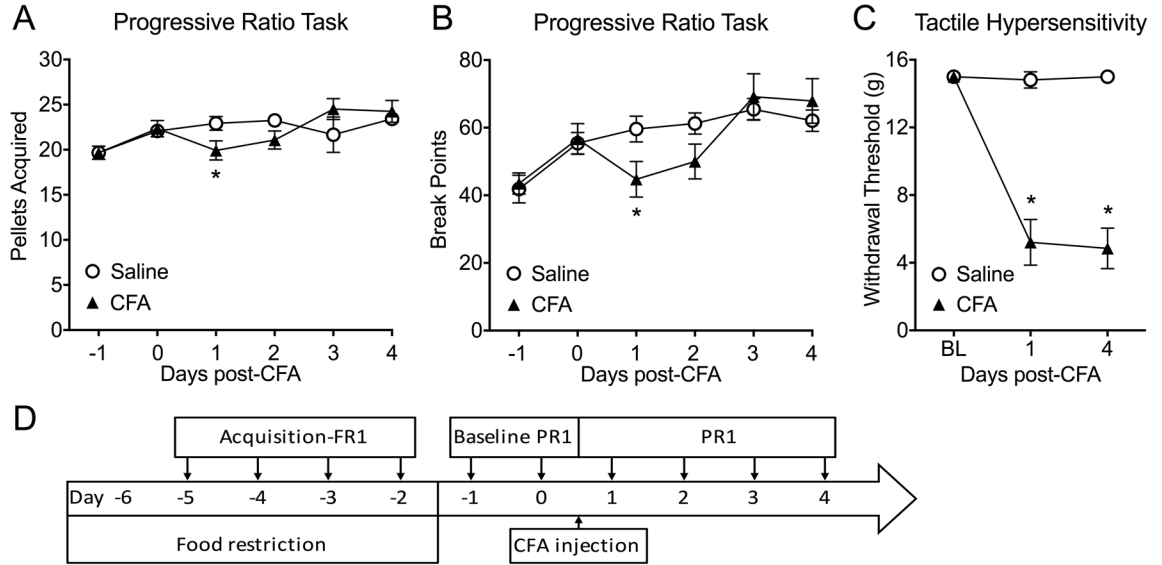 A
Progressive Ratio Task
Pellets Acquired
30
25
20
15
10
5
0
*
Saline
CFA
-1 0 1 2 3 4
Days post-CFA
B
Progressive Ratio Task
Break Points
80
60
40
20
0
*
Saline
CFA
-1 0 1 2 3 4
Days post-CFA
C
Tactile Hypersensitivity
Withdrawal Threshold (g)
16
12
8
4
0
* *
Saline
CFA
BL 1 4
Days post-CFA
D
Acquisition-FR1
Baseline PR1
PR1
Day -6 -5 -4 -3 -2 -1 0 1 2 3 4
Food restriction
CFA injection